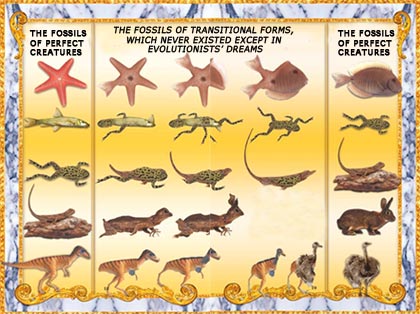 THE FOSSILS
OF PERFECT
CREATURES
THE FOSSILS OF TRANSITIONAL FORMS,
WHICH NEVER EXISTED EXCEPT IN
EVOLUTIONISTS' DREAMS
THE FOSSILS
OF PERFECT
CREATURES